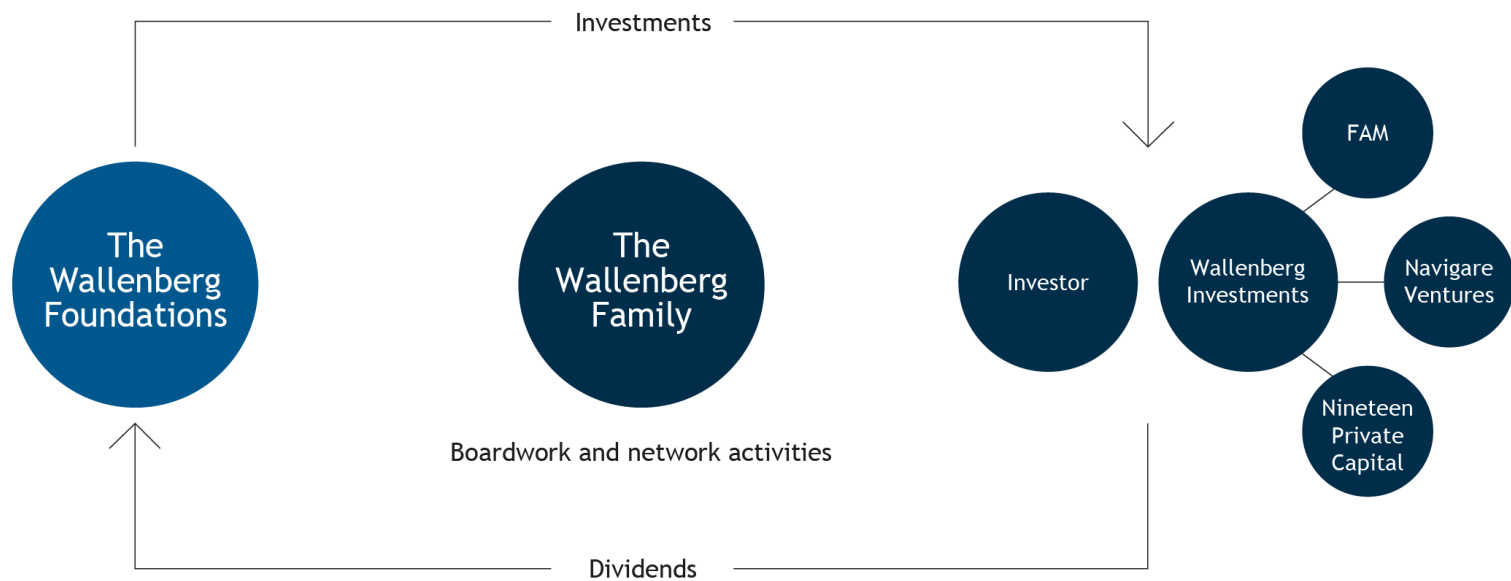 Investments
The
Wallenberg
Foundations
The
Wallenberg
Family
Boardwork and network activities
Investor
Wallenberg
Investments
FAM
Navigare
Ventures
Nineteen
Private
Capital
Dividends